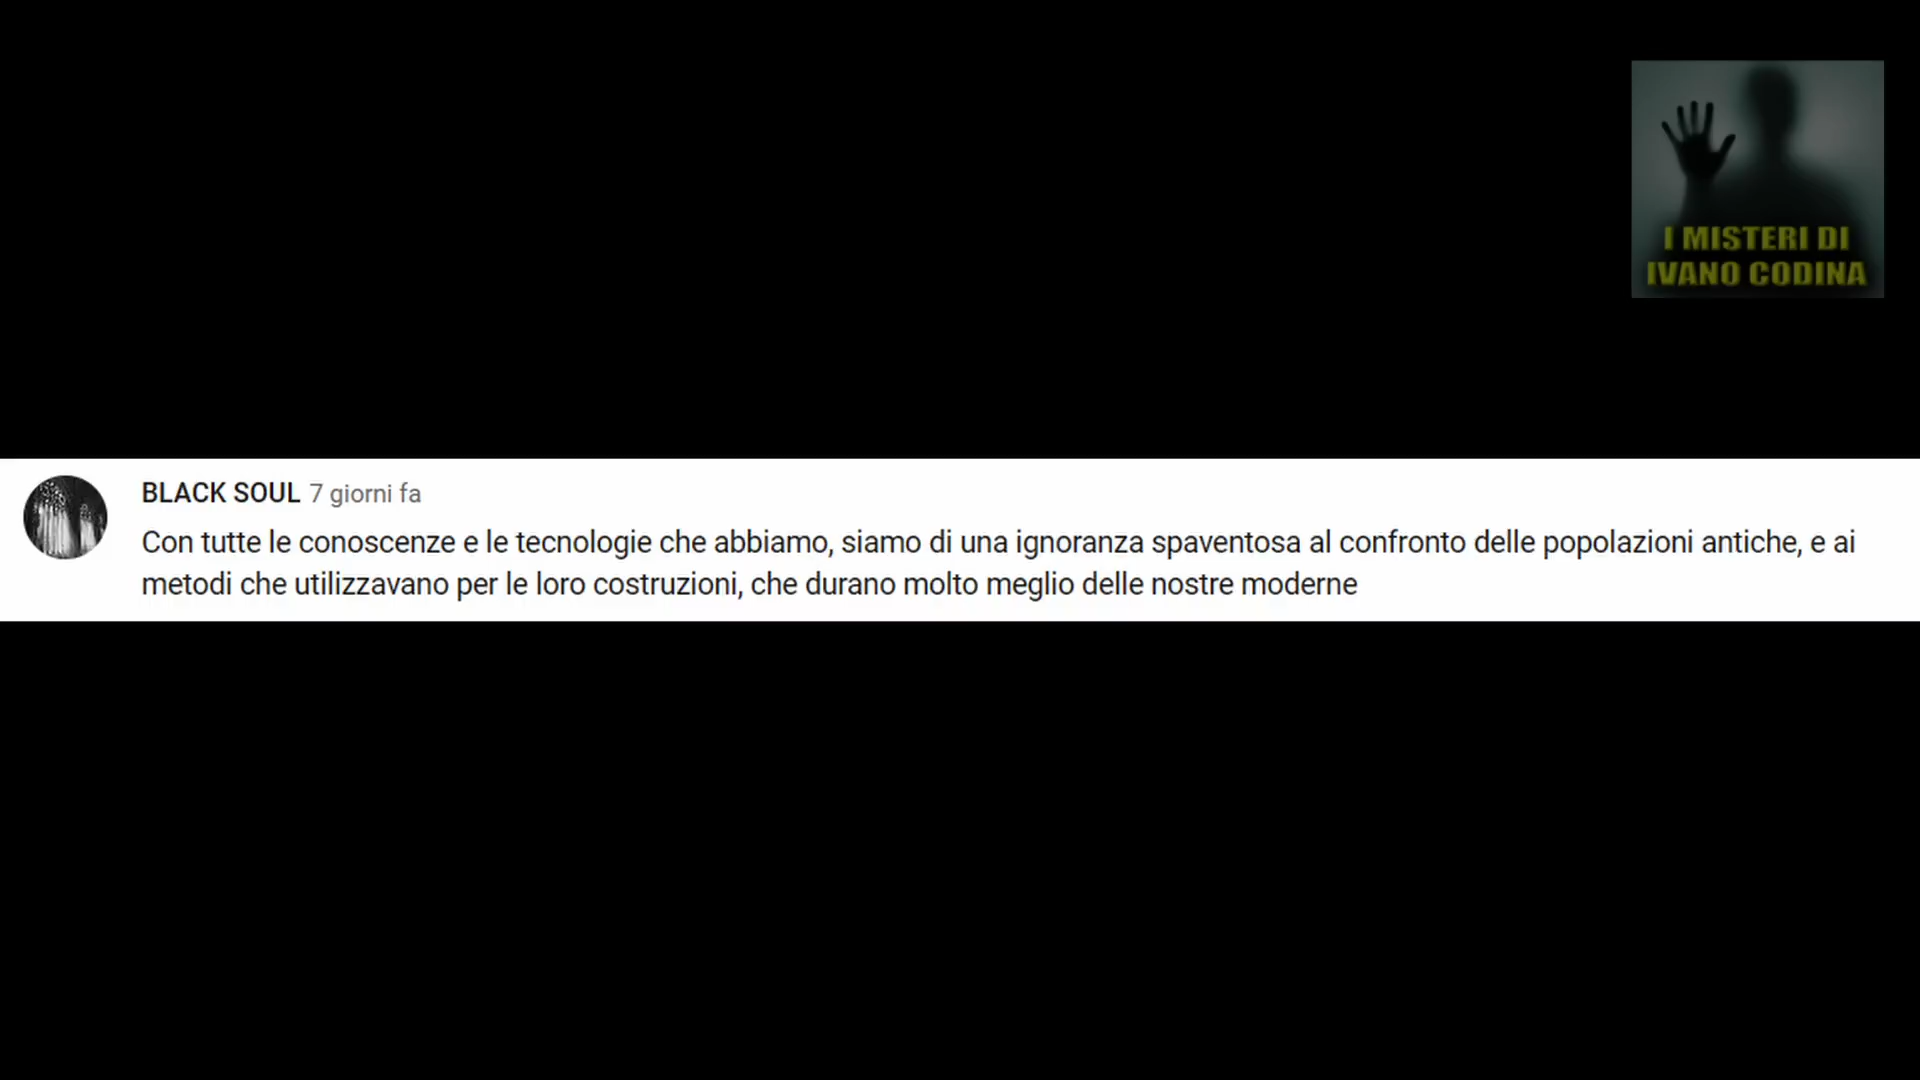 I MISTERI DI
IVANO CODINA
BLACK SOUL 7 giorni fa
Con tutte le conoscenze e le tecnologie che abbiamo, siamo di una ignoranza spaventosa al confronto delle popolazioni antiche, e ai
metodi che utilizzavano per le loro costruzioni, che durano molto meglio delle nostre moderne